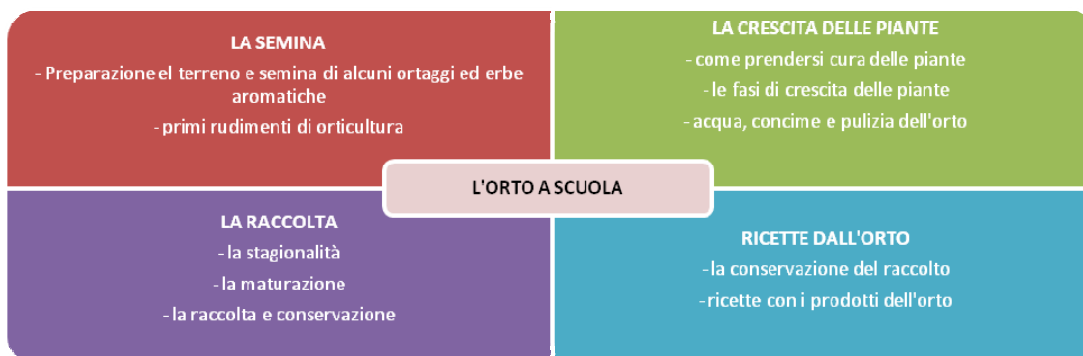 LA SEMINA
- Preparazione el terreno e semina di alcuni ortaggi ed erbe
aromatiche
- primi rudimenti di orticultura
LA CRESCITA DELLE PIANTE
- come prendersi cura delle piante
- le fasi di crescita delle piante
- acqua, concime e pulizia dell'orto
L'ORTO A SCUOLA
LA RACCOLTA
- la stagionalità
- la maturazione
- la raccolta e conservazione
RICETTE DALL'ORTO
- la conservazione del raccolto
- ricette con i prodotti dell'orto